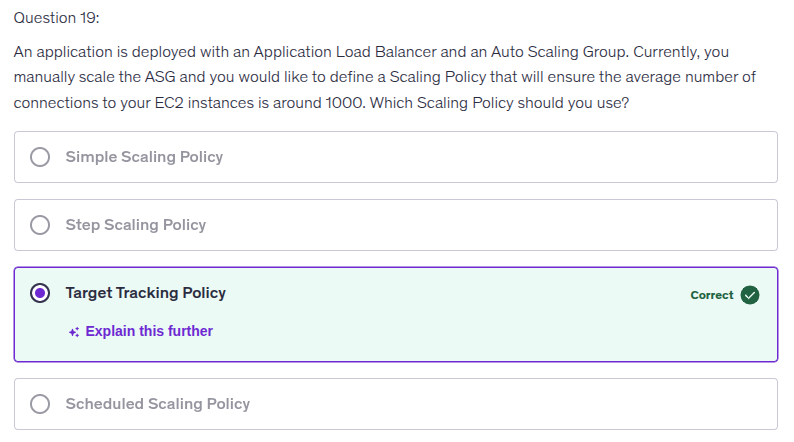 Question 19:
An application is deployed with an Application Load Balancer and an Auto Scaling Group. Currently, you
manually scale the ASG and you would like to define a Scaling Policy that will ensure the average number of
connections to your EC2 instances is around 1000. Which Scaling Policy should you use?
Simple Scaling Policy
Step Scaling Policy
Target Tracking Policy
Correct
Explain this further
Scheduled Scaling Policy